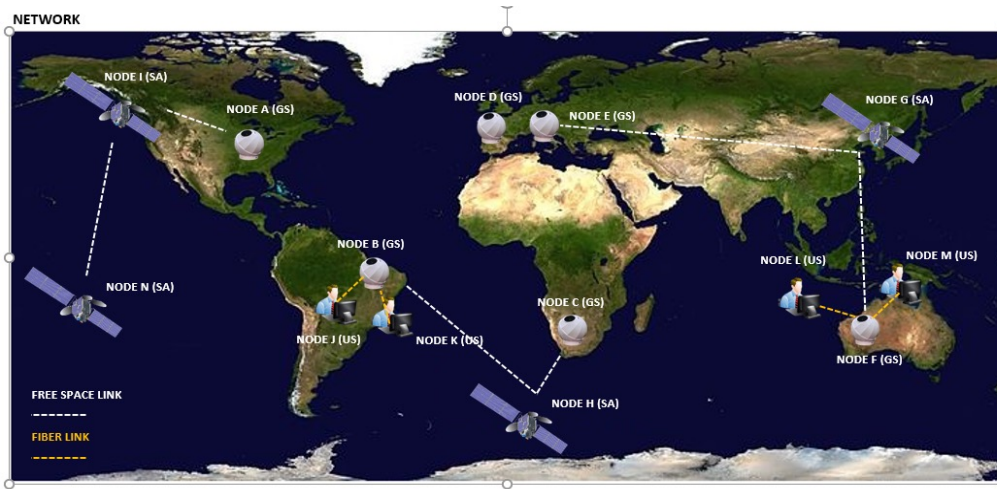 NETWORK
NODE I (SA)
NODE A (GS)
NODE D (GS)
NODE E (GS)
NODE G (SA)
NODE B (GS)
NODE N (SA)
NODE L (US)
NODE M (US)
NODE C (GS)
NODE J (US)
NODE K (US)
NODE F (GS)
FREE SPACE LINK
NODE H (SA)
FIBER LINK